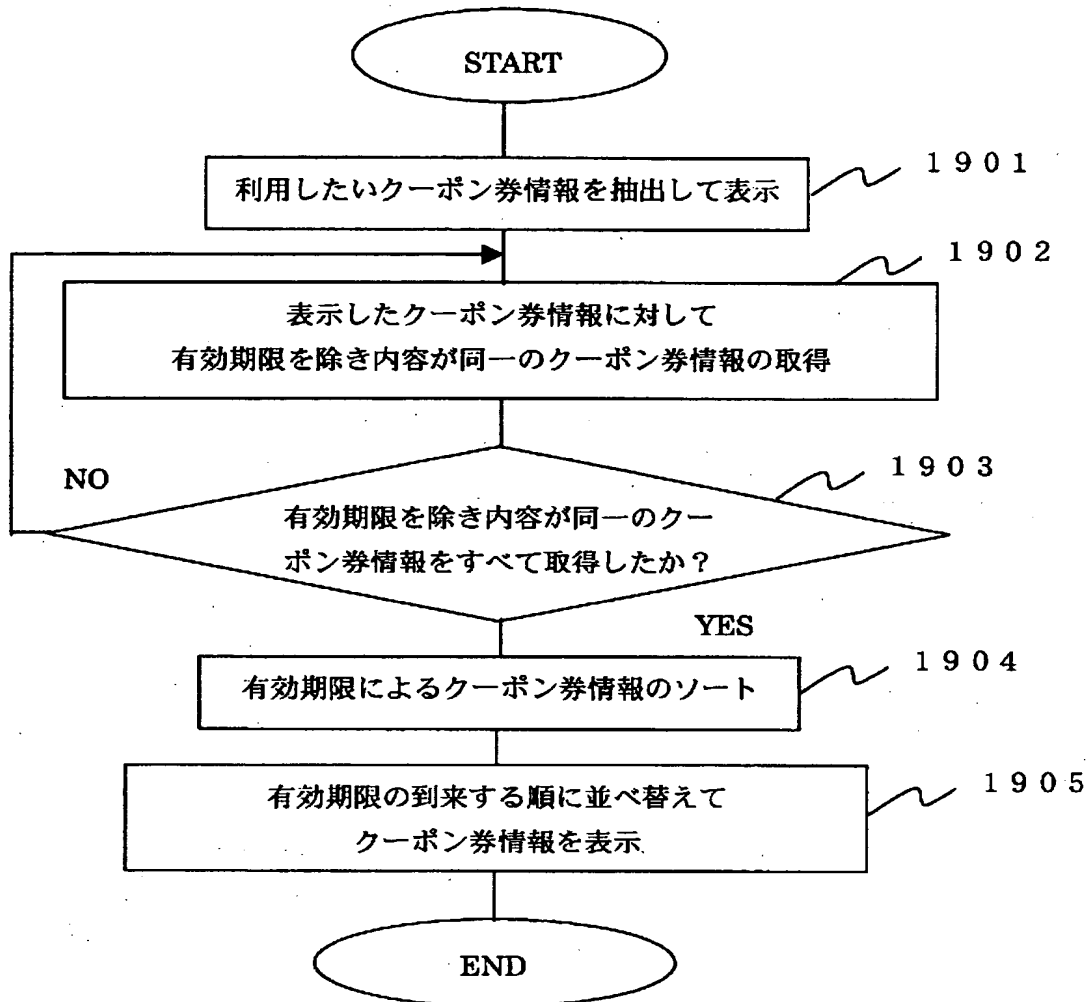 START
利用したいクーポン券情報を抽出して表示
1901
1902
表示したクーポン券情報に対して
有効期限を除き内容が同一のクーポン券情報の取得
1903
NO
有効期限を除き内容が同一のクー
ポン券情報をすべて取得したか？
YES
1904
有効期限によるクーポン券情報のソート
1905
有効期限の到来する順に並べ替えて
クーポン券情報を表示
END